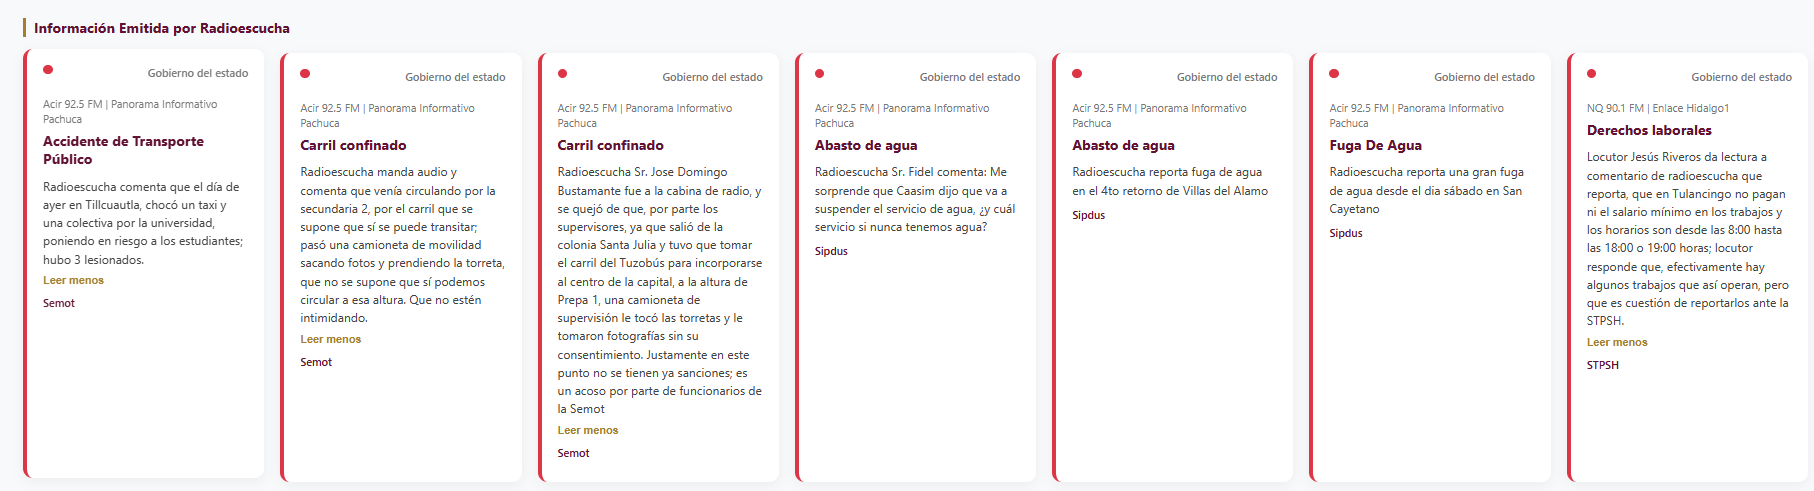 Información Emitida por Radioescucha
Gobierno del estado
Acir 92.5 FM | Panorama Informativo
Pachuca
Accidente de Transporte
Público
Radioescucha comenta que el día de
ayer en Tillcuautla, chocó un taxi y
una colectiva por la universidad,
poniendo en riesgo a los estudiantes;
hubo 3 lesionados.
Leer menos
Semot
Gobierno del estado
Acir 92.5 FM | Panorama Informativo
Pachuca
Carril confinado
Radioescucha manda audio y
comenta que venía circulando por la
secundaria 2, por el carril que se
supone que sí se puede transitar;
pasó una camioneta de movilidad
sacando fotos y prendiendo la torreta,
que no se supone que sí podemos
circular a esa altura. Que no estén
intimidando.
Leer menos
Semot
Gobierno del estado
Acir 92.5 FM | Panorama Informativo
Pachuca
Carril confinado
Radioescucha Sr. Jose Domingo
Bustamante fue a la cabina de radio, y
se quejó de que, por parte los
supervisores, ya que salió de la
colonia Santa Julia y tuvo que tomar
el carril del Tuzobús para incorporarse
al centro de la capital, a la altura de
Prepa 1, una camioneta de
supervisión le tocó las torretas y le
tomaron fotografías sin su
consentimiento. Justamente en este
punto no se tienen ya sanciones; es
un acoso por parte de funcionarios de
la Semot
Leer menos
Semot
Gobierno del estado
Acir 92.5 FM | Panorama Informativo
Pachuca
Abasto de agua
Radioescucha Sr. Fidel comenta: Me
sorprende que Caasim dijo que va a
suspender el servicio de agua, ¿y cuál
servicio si nunca tenemos agua?
Sipdus
Gobierno del estado
Acir 92.5 FM | Panorama Informativo
Pachuca
Abasto de agua
Radioescucha reporta fuga de agua
en el 4to retorno de Villas del Alamo
Sipdus
Gobierno del estado
Acir 92.5 FM | Panorama Informativo
Pachuca
Fuga De Agua
Radioescucha reporta una gran fuga
de agua desde el dia sábado en San
Cayetano
Sipdus
Gobierno del estado
NQ 90.1 FM | Enlace Hidalgo1
Derechos laborales
Locutor Jesús Riveros da lectura a
comentario de radioescucha que
reporta, que en Tulancingo no pagan
ni el salario mínimo en los trabajos y
los horarios son desde las 8:00 hasta
las 18:00 o 19:00 horas; locutor
responde que, efectivamente hay
algunos trabajos que así operan, pero
que es cuestión de reportarlos ante la
STPSH.
Leer menos
STPSH